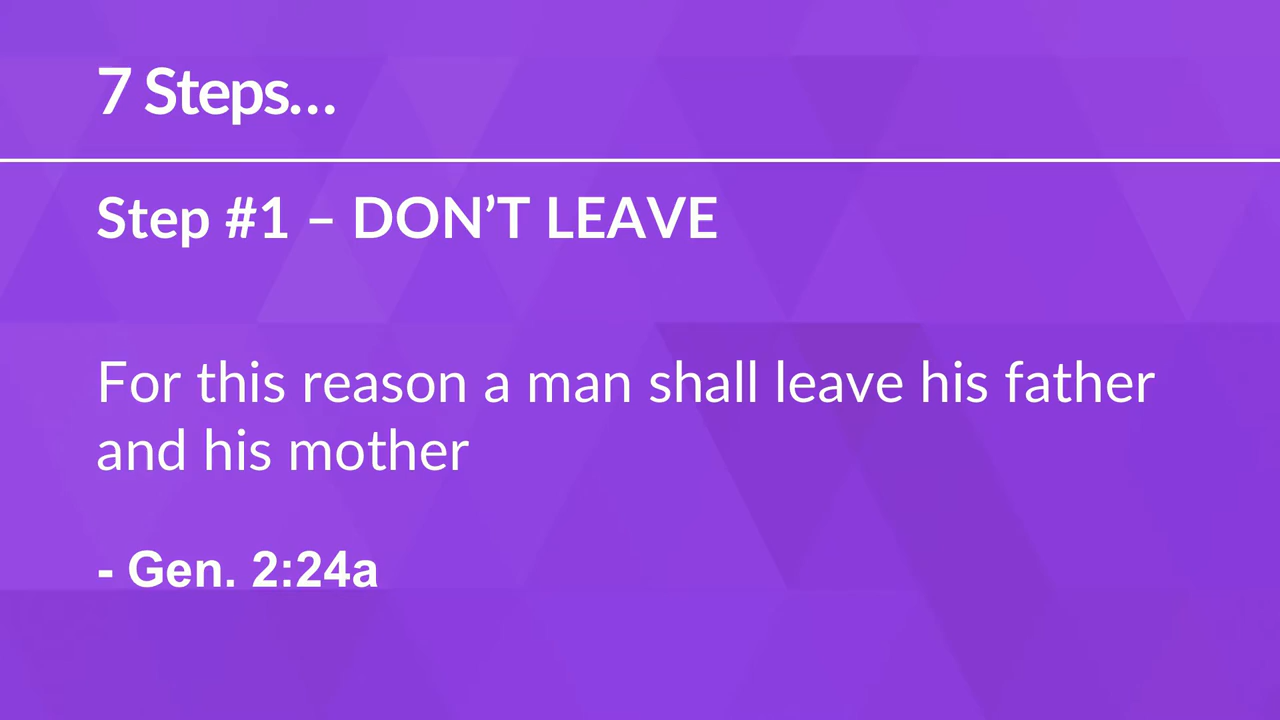 7 Steps...
Step #1 – DON’T LEAVE
For this reason a man shall leave his father
and his mother
- Gen. 2:24a